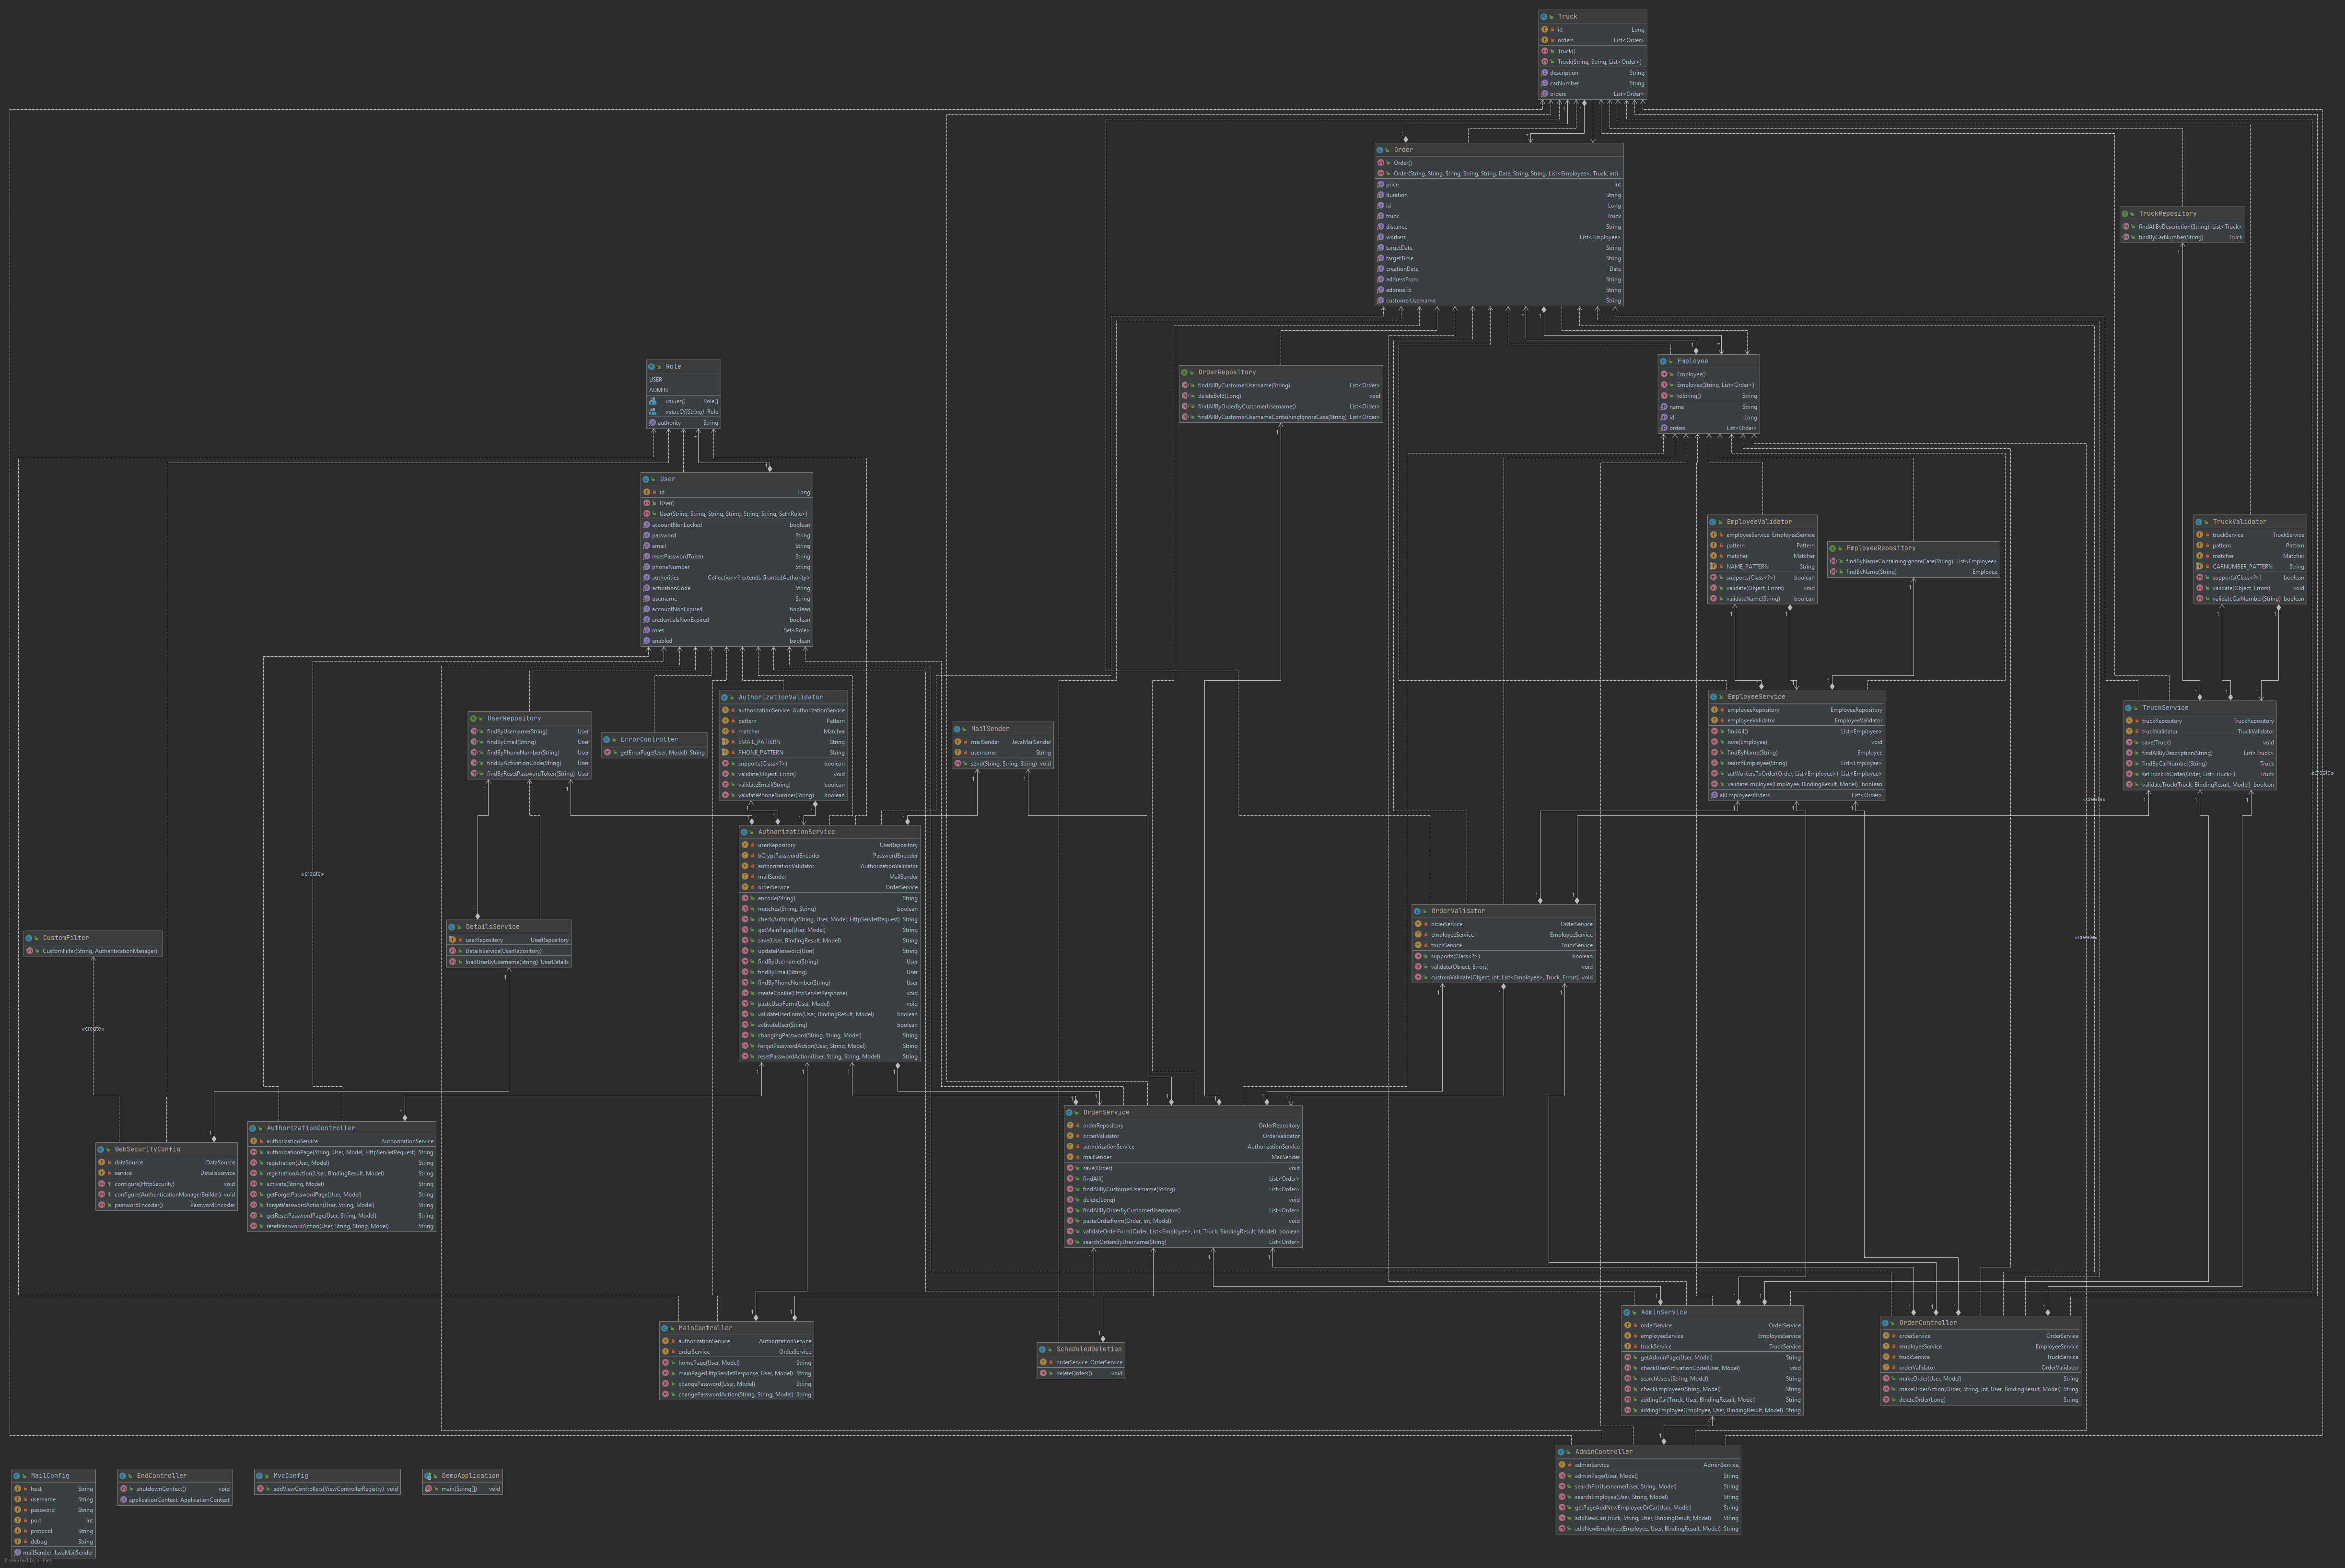 Truck
id Long
orders List<Order>
Truck()
Truck(String, String, List<Order>)
description String
carNumber String
orders List<Order>
Order
Order()
Order(String, String, String, String, String, Date, String, String, List<Employee>, Truck, int)
price int
duration String
id Long
truck Truck
distance String
workers List<Employee>
targetDate String
targetTime String
creationDate Date
addressFrom String
addressTo String
customerUsername String
TruckRepository
findAllByDescription(String) List<Truck>
findByCarNumber(String) Truck
Role
USER
ADMIN
values() Role[]
valueOf(String) Role
authority String
OrderRepository
findAllByCustomerUsername(String) List<Order>
deleteById(Long) void
findAllByOrderByCustomerUsername() List<Order>
findAllByCustomerUsernameContainingIgnoreCase(String) List<Order>
Employee
Employee()
Employee(String, List<Order>)
toString() String
name String
id Long
orders List<Order>
User
id Long
User()
User(String, String, String, String, String, String, Set<Role>)
accountNonLocked boolean
password String
email String
resetPasswordToken String
phoneNumber String
authorities Collection<? extends GrantedAuthority>
activationCode String
username String
accountNonExpired boolean
credentialsNonExpired boolean
roles Set<Role>
enabled boolean
EmployeeValidator
employeeService EmployeeService
pattern Pattern
matcher Matcher
NAME_PATTERN String
supports(Class<?>) boolean
validate(Object, Errors) void
validateName(String) boolean
EmployeeRepository
findByNameContainingIgnoreCase(String) List<Employee>
findByName(String) Employee
TruckValidator
truckService TruckService
pattern Pattern
matcher Matcher
CARNUMBER_PATTERN String
supports(Class<?>) boolean
validate(Object, Errors) void
validateCarNumber(String) boolean
UserRepository
findByUsername(String) User
findByEmail(String) User
findByPhoneNumber(String) User
findByActivationCode(String) User
findByResetPasswordToken(String) User
ErrorController
getErrorPage(User, Model) String
AuthorizationValidator
authorizationService AuthorizationService
pattern Pattern
matcher Matcher
EMAIL_PATTERN String
PHONE_PATTERN String
supports(Class<?>) boolean
validate(Object, Errors) void
validateEmail(String) boolean
validatePhoneNumber(String) boolean
MailSender
mailSender JavaMailSender
username String
send(String, String, String) void
EmployeeService
employeeRepository EmployeeRepository
employeeValidator EmployeeValidator
findAll() List<Employee>
save(Employee) void
findByName(String) Employee
searchEmployee(String) List<Employee>
setWorkersToOrder(Order, List<Employee>) List<Employee>
validateEmployee(Employee, BindingResult, Model) boolean
allEmployeesOrders List<Order>
TruckService
truckRepository TruckRepository
truckValidator TruckValidator
save(Truck) void
findAllByDescription(String) List<Truck>
findByCarNumber(String) Truck
setTruckToOrder(Order, List<Truck>) Truck
validateTruck(Truck, BindingResult, Model) boolean
«create»
«create»
«create»
«create»
«create»
AuthorizationService
userRepository UserRepository
bCryptPasswordEncoder PasswordEncoder
authorizationValidator AuthorizationValidator
mailSender MailSender
orderService OrderService
encode(String) String
matches(String, String) boolean
checkAuthority(String, User, Model, HttpServletRequest) String
getMainPage(User, Model) String
save(User, BindingResult, Model) String
updatePassword(User) String
findByUsername(String) User
findByEmail(String) User
findByPhoneNumber(String) User
createCookie(HttpServletResponse) void
pasteUserForm(User, Model) void
validateUserForm(User, BindingResult, Model) boolean
activateUser(String) boolean
changingPassword(String, String, Model) String
forgetPasswordAction(User, String, Model) String
resetPasswordAction(User, String, String, Model) String
CustomFilter
CustomFilter(String, AuthenticationManager)
DetailsService
userRepository UserRepository
DetailsService(UserRepository)
loadUserByUsername(String) UserDetails
OrderValidator
orderService OrderService
employeeService EmployeeService
truckService TruckService
supports(Class<?>) boolean
validate(Object, Errors) void
customValidate(Object, int, List<Employee>, Truck, Errors) void
WebSecurityConfig
dataSource DataSource
service DetailsService
configure(HttpSecurity) void
configure(AuthenticationManagerBuilder) void
passwordEncoder() PasswordEncoder
AuthorizationController
authorizationService AuthorizationService
authorizationPage(String, User, Model, HttpServletRequest) String
registration(User, Model) String
registrationAction(User, BindingResult, Model) String
activate(String, Model) String
getForgetPasswordPage(User, Model) String
forgetPasswordAction(User, String, Model) String
getResetPasswordPage(User, String, Model) String
resetPasswordAction(User, String, String, Model) String
OrderService
orderRepository OrderRepository
orderValidator OrderValidator
authorizationService AuthorizationService
mailSender MailSender
save(Order) void
findAll() List<Order>
findAllByCustomerUsername(String) List<Order>
delete(Long) void
findAllByOrderByCustomerUsername() List<Order>
pasteOrderForm(Order, int, Model) void
validateOrderForm(Order, List<Employee>, int, Truck, BindingResult, Model) boolean
searchOrdersByUsername(String) List<Order>
MainController
authorizationService AuthorizationService
orderService OrderService
homePage(User, Model) String
mainPage(HttpServletResponse, User, Model) String
changePassword(User, Model) String
changePasswordAction(String, String, Model) String
ScheduledDeletion
orderService OrderService
deleteOrders() void
AdminService
orderService OrderService
employeeService EmployeeService
truckService TruckService
getAdminPage(User, Model) String
checkUserActivationCode(User, Model) void
searchUsers(String, Model) String
checkEmployees(String, Model) String
addingCar(Truck, User, BindingResult, Model) String
addingEmployee(Employee, User, BindingResult, Model) String
OrderController
orderService OrderService
employeeService EmployeeService
truckService TruckService
orderValidator OrderValidator
makeOrder(User, Model) String
makeOrderAction(Order, String, int, User, BindingResult, Model) String
deleteOrder(Long) String
AdminController
adminService AdminService
adminPage(User, Model) String
searchForUsername(User, String, Model) String
searchEmployee(User, String, Model) String
getPageAddNewEmployeeOrCar(User, Model) String
addNewCar(Truck, String, User, BindingResult, Model) String
addNewEmployee(Employee, User, BindingResult, Model) String
MailConfig
host String
username String
password String
port int
protocol String
debug String
mailSender JavaMailSender
EndController
shutdownContext() void
applicationContext ApplicationContext
MvcConfig
addViewControllers(ViewControllerRegistry) void
DemoApplication
main(String[]) void
Powered by yFiles